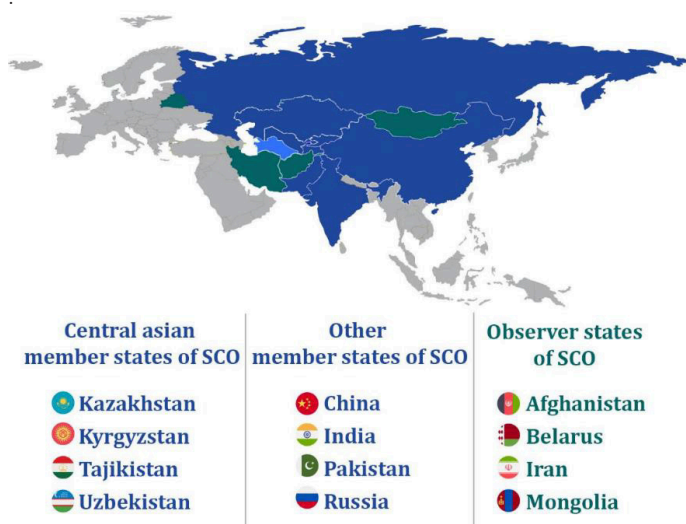 Central asian
member states of SCO
Kazakhstan
Kyrgyzstan
Tajikistan
Uzbekistan
Other
member states of SCO
China
India
Pakistan
Russia
Observer states
of SCO
Afghanistan
Belarus
Iran
Mongolia